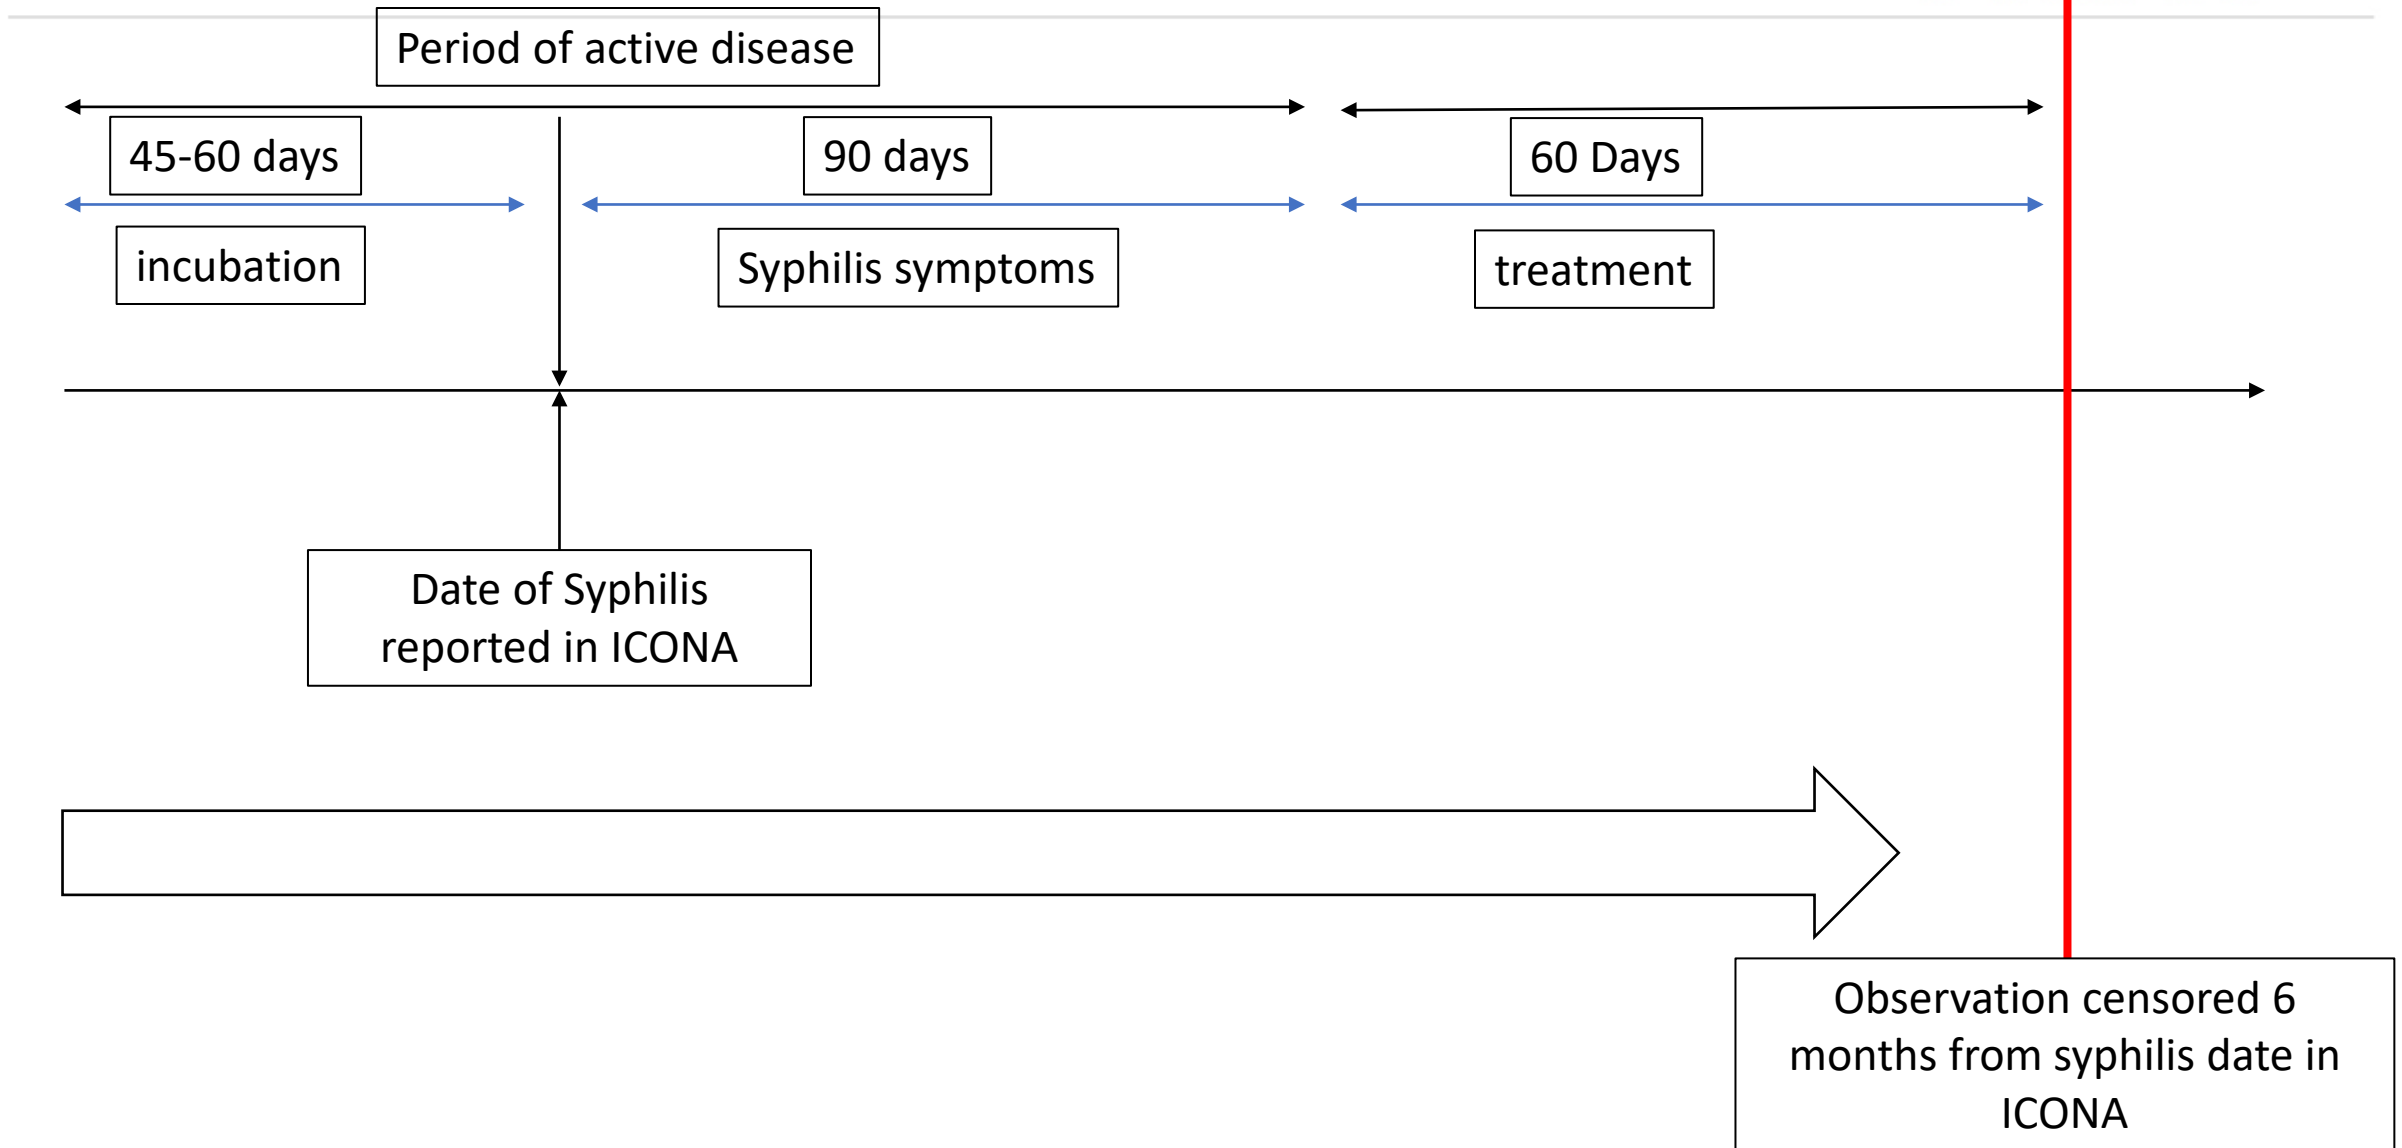 Period of active disease
45-60 days
90 days
60 Days
incubation
Syphilis symptoms
treatment
Date of Syphilis
reported in ICONA
Observation censored 6
months from syphilis date in
ICONA